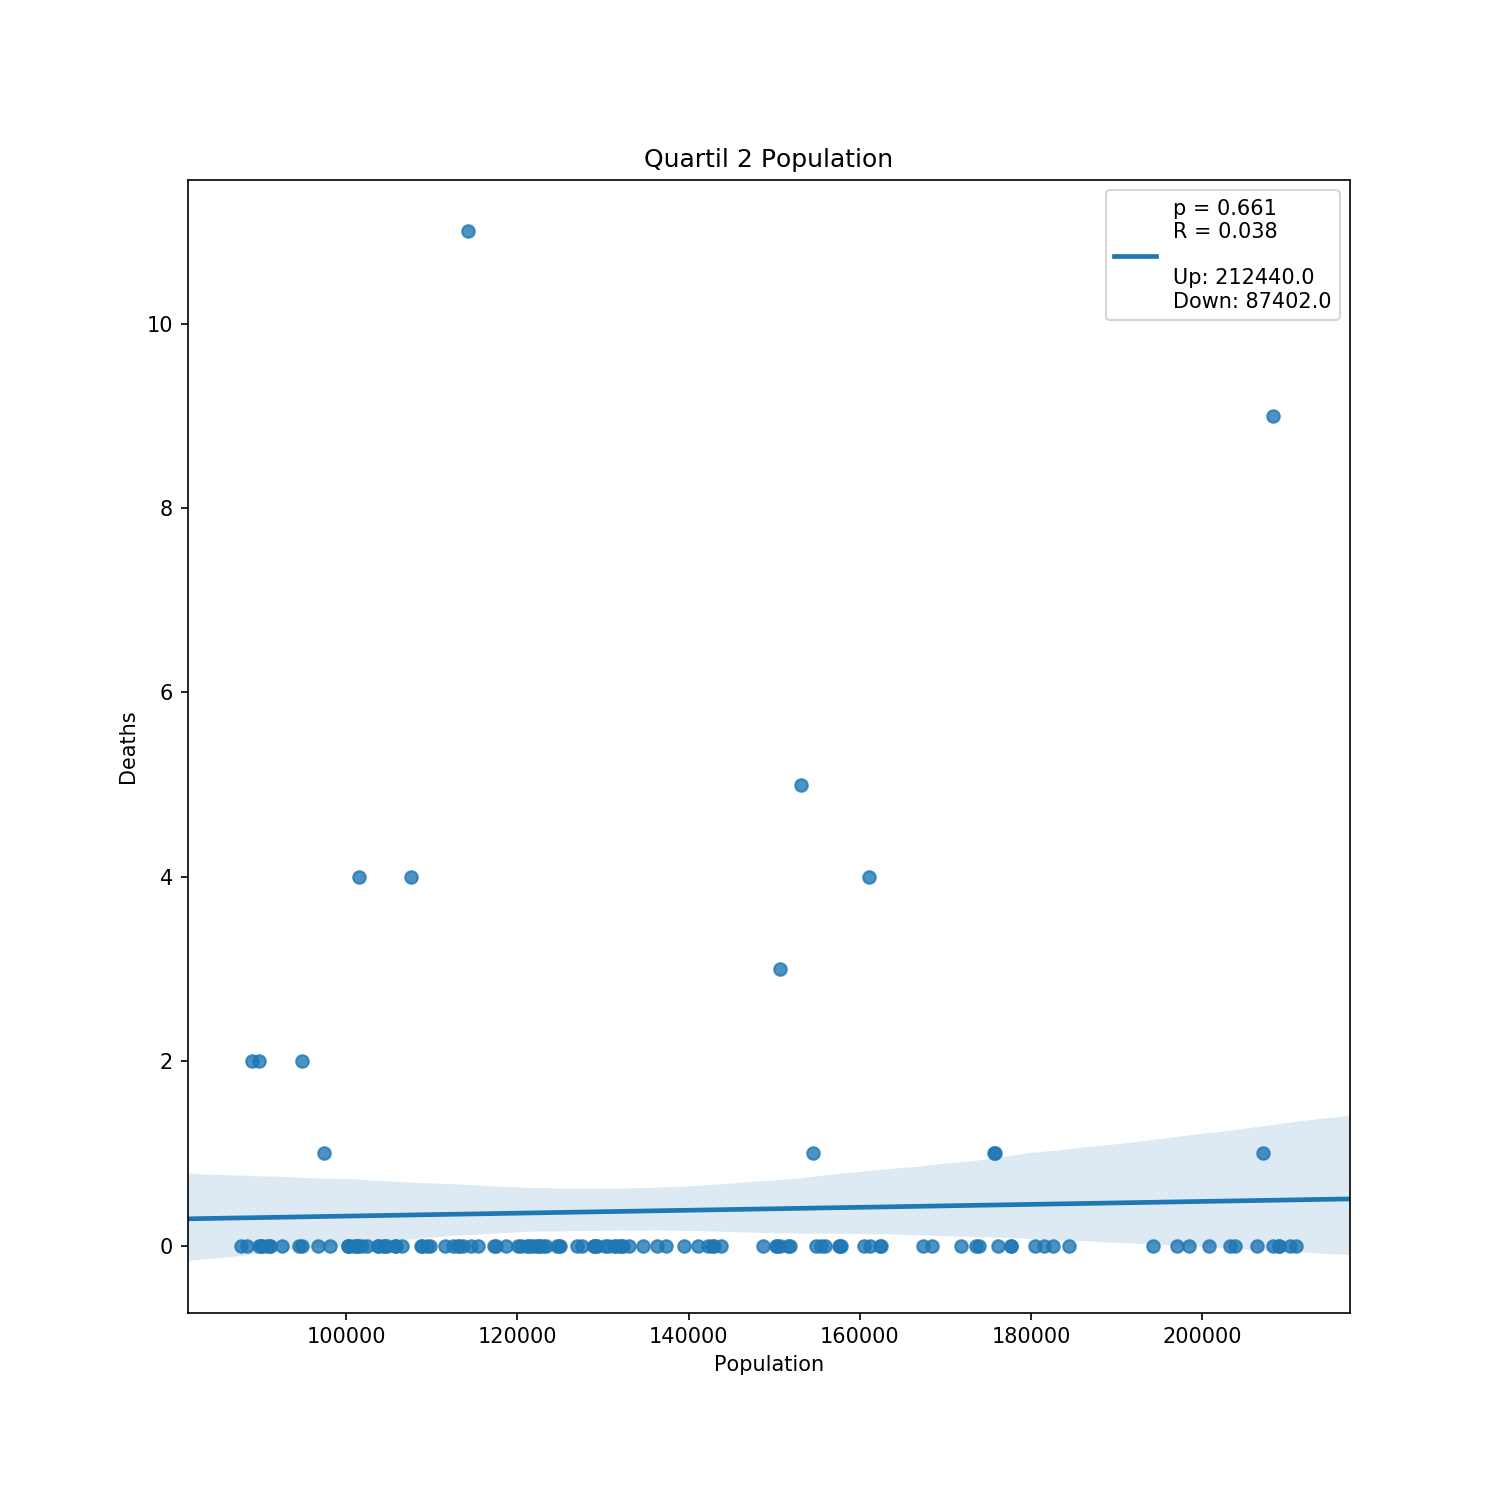 Quartil 2 Population
p = 0.661
R = 0.038
Up: 212440.0
Down: 87402.0
10
8
6
4
2
0
Deaths
100000 120000 140000 160000 180000 200000
Population